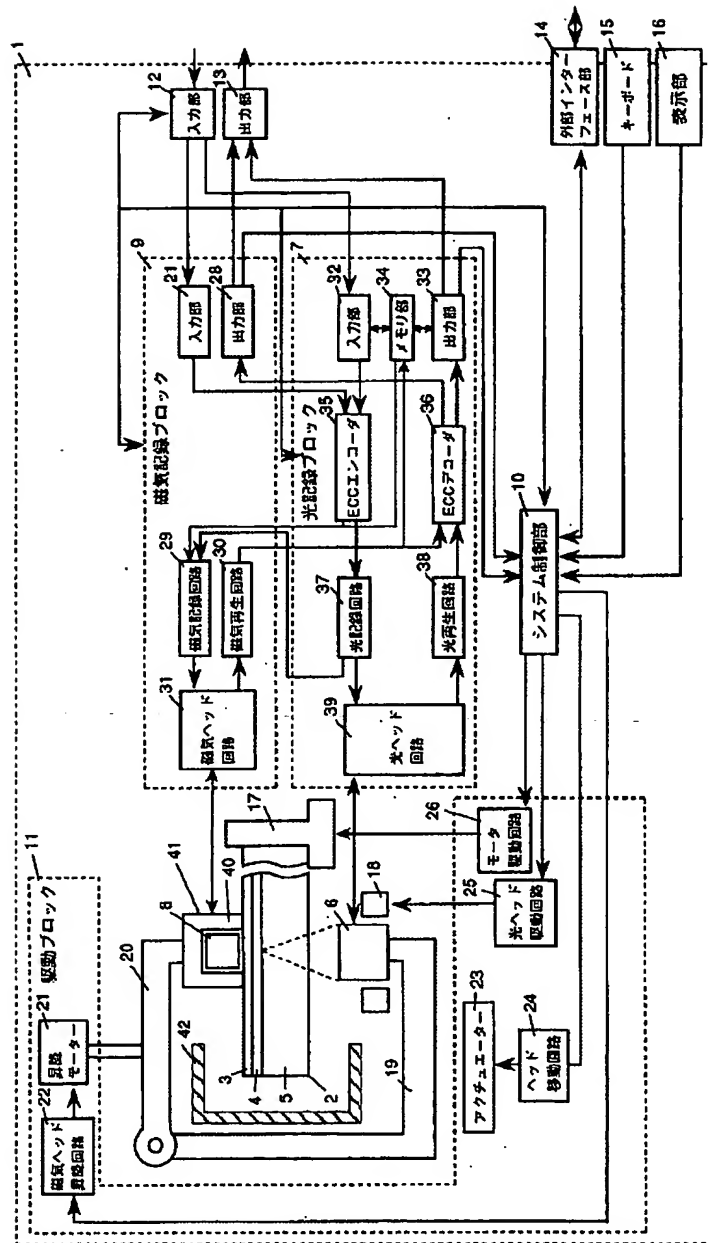 1
11 駆動ブロック
22
磁気ヘッド
昇降回路
21
昇降
モーター
20
41
8
40
42
3
4
5
2
17
6
18
19
アクチュエーター
23
ヘッド
移動回路
24
光ヘッド
駆動回路
25
モータ
駆動回路
26
磁気記録ブロック
9
磁気ヘッド
回路
31
磁気記録回路
29
磁気再生回路
30
入力部
21
出力部
28
光記録ブロック
7
光ヘッド
回路
39
光記録回路
37
光再生回路
38
ECCエンコーダ
35
ECCデコーダ
36
入力部
32
メモリ部
34
出力部
33
入力部
12
出力部
13
システム制御部
10
外部インター
フェース部
14
キーボード
15
表示部
16